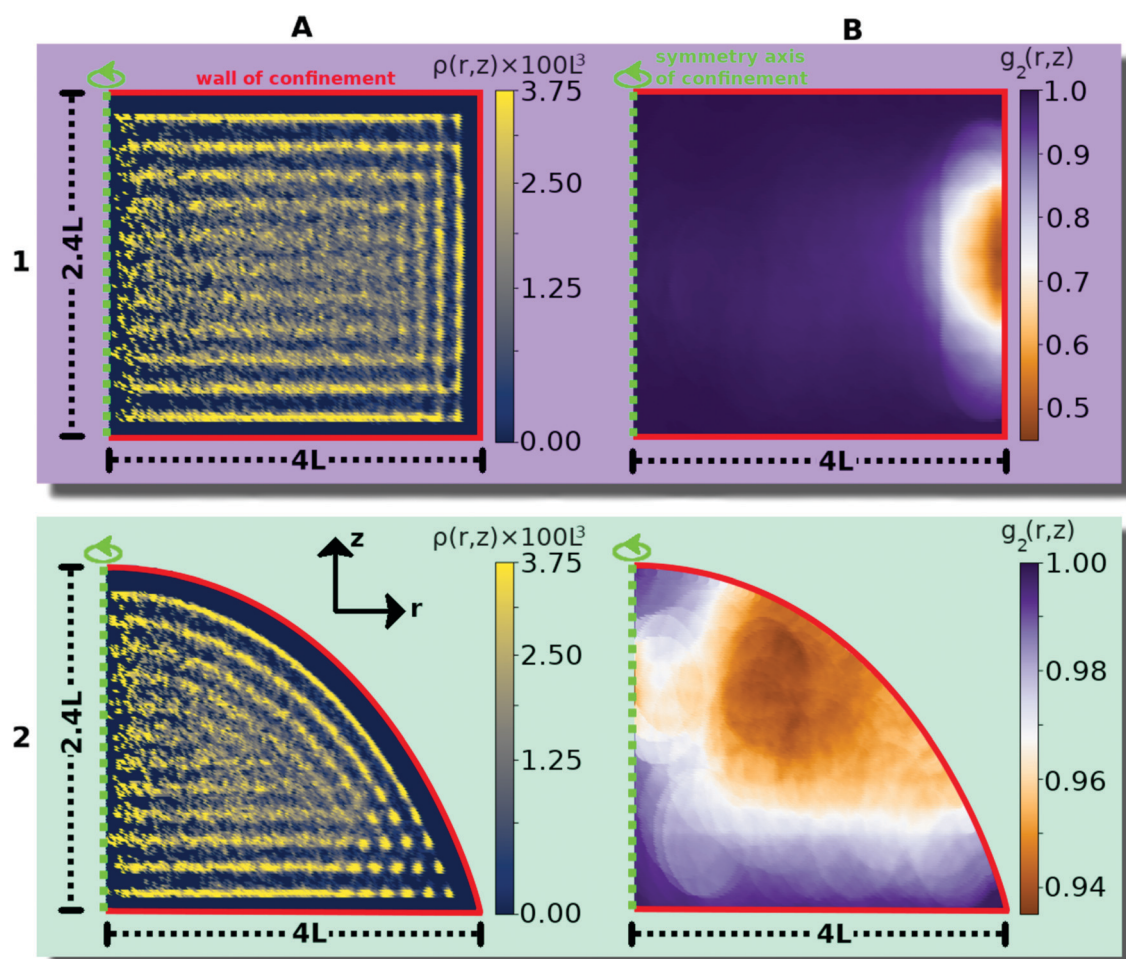 A B
wall of confinement
ρ(r,z)×100L³
symmetry axis
of confinement
g₂(r,z)
1
2.4L
3.75
2.50
1.25
0.00
4L
1.0
0.9
0.8
0.7
0.6
0.5
4L
2
2.4L
z
r
ρ(r,z)×100L³
3.75
2.50
1.25
0.00
4L
g₂(r,z)
1.00
0.98
0.96
0.94
4L